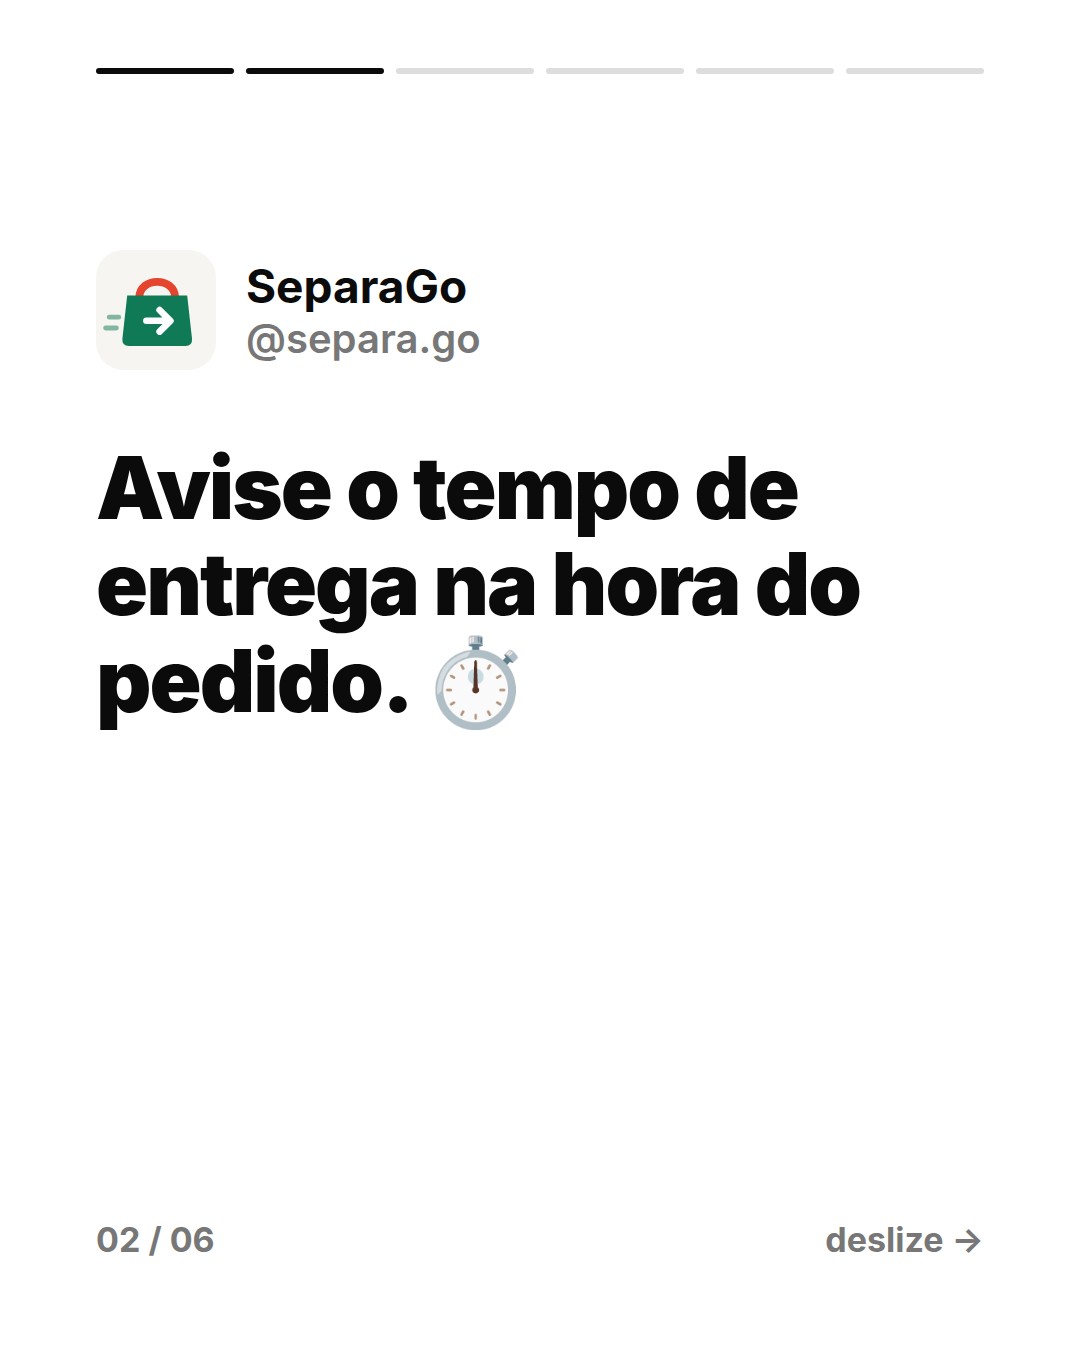 SeparaGo
@separa.go
Avise o tempo de
entrega na hora do
pedido. ⏱️
02 / 06
deslize →